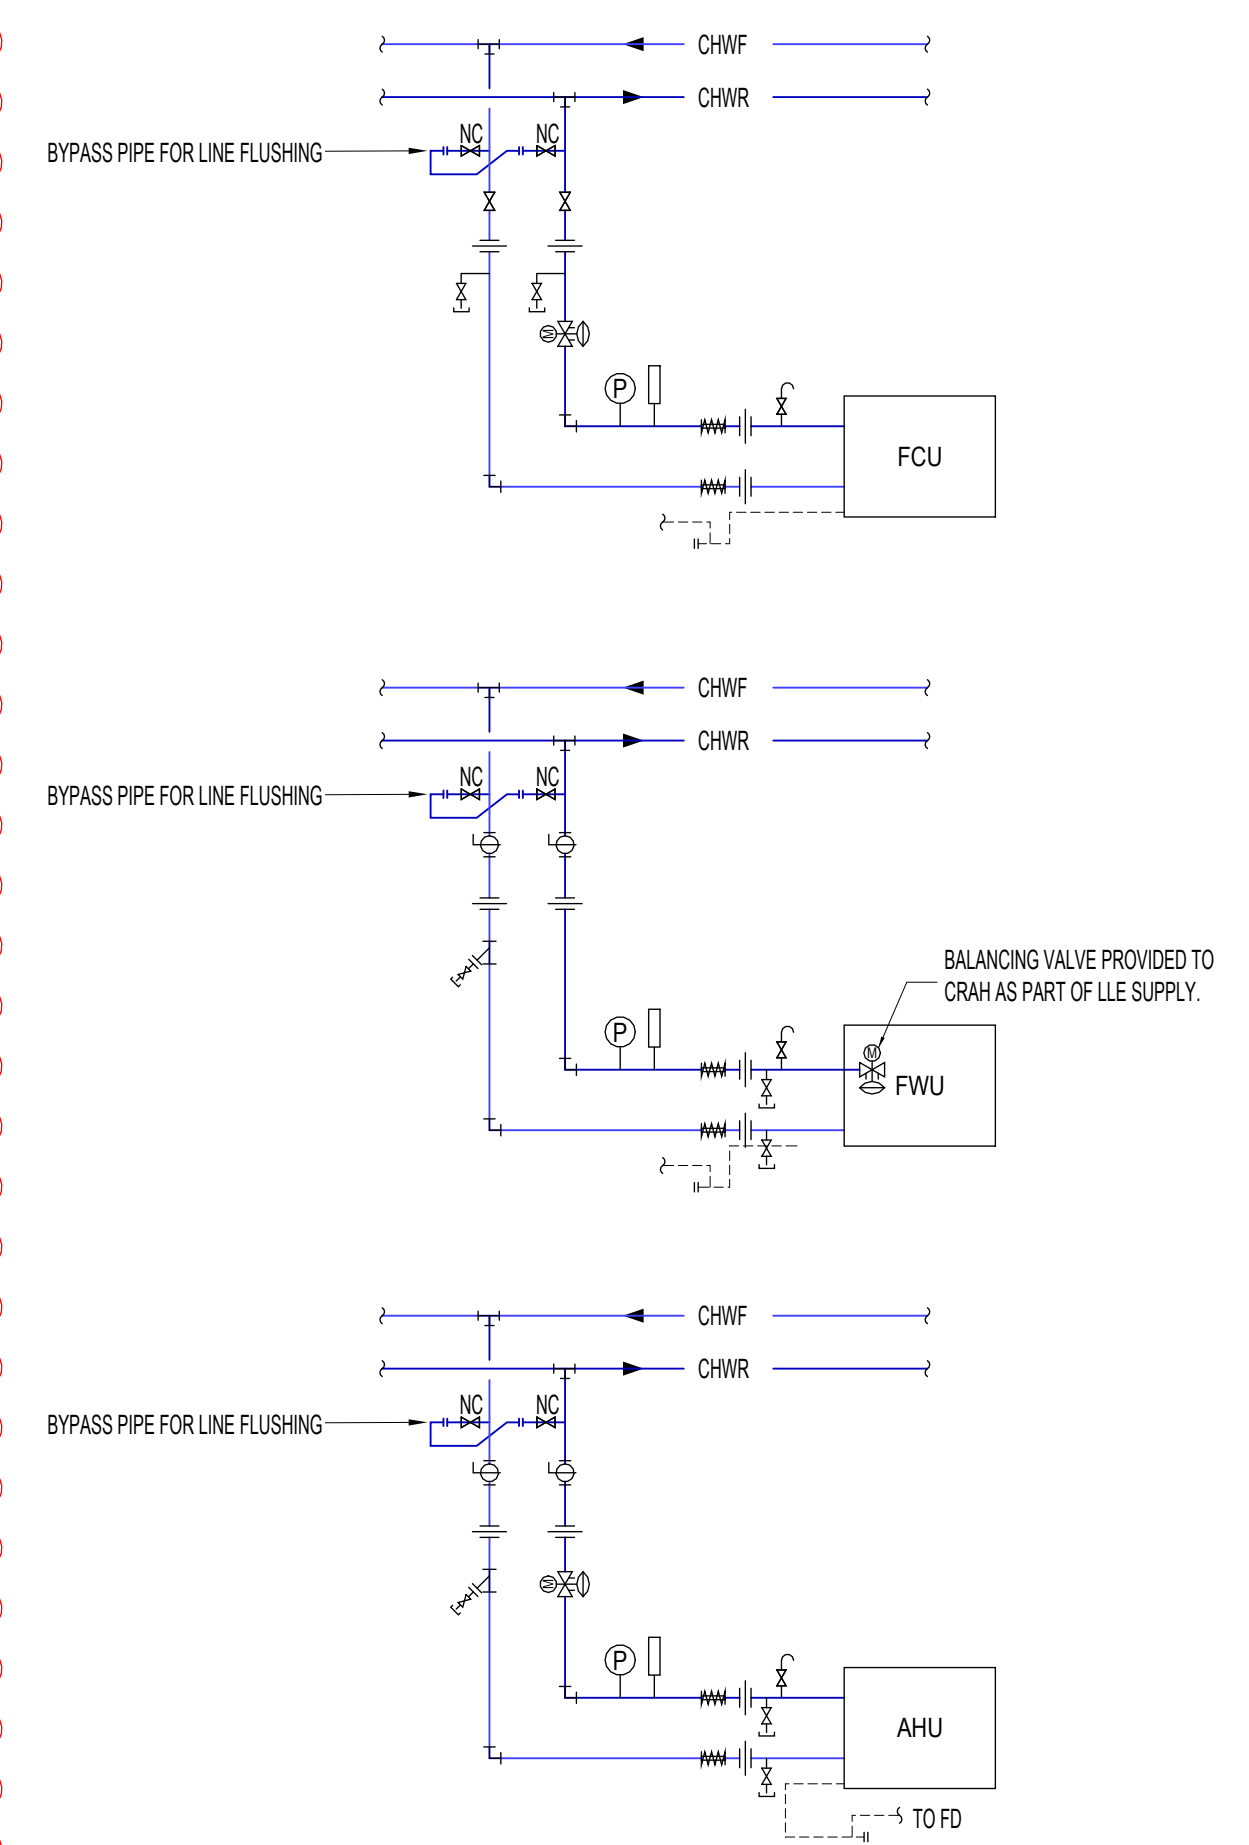 CHWF
CHWR
NC NC
BYPASS PIPE FOR LINE FLUSHING
M
P
FCU
CHWF
CHWR
NC NC
BYPASS PIPE FOR LINE FLUSHING
BALANCING VALVE PROVIDED TO
CRAH AS PART OF LLE SUPPLY.
P
M
FWU
CHWF
CHWR
NC NC
BYPASS PIPE FOR LINE FLUSHING
M
P
AHU
TO FD